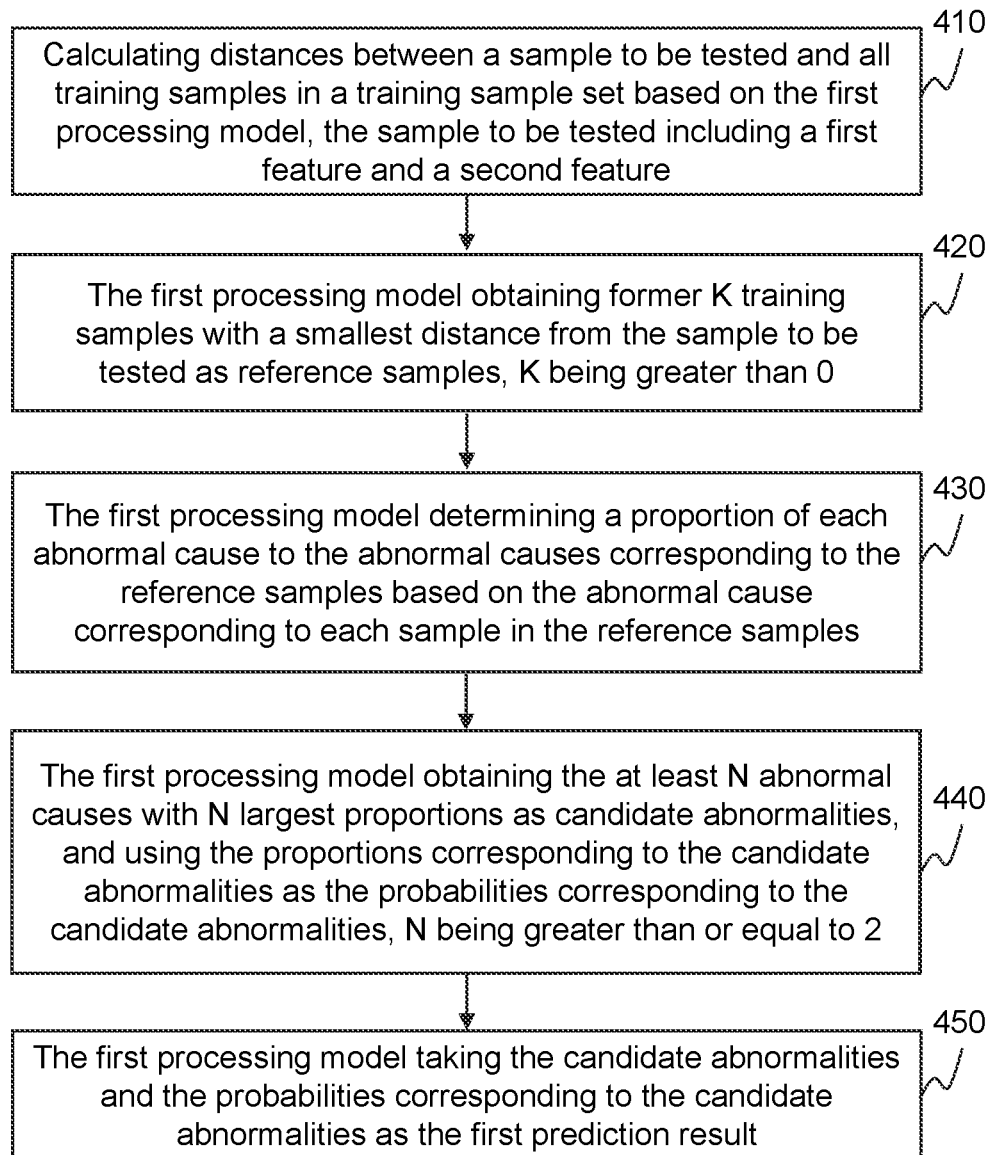 410
Calculating distances between a sample to be tested and all
training samples in a training sample set based on the first
processing model, the sample to be tested including a first
feature and a second feature
420
The first processing model obtaining former K training
samples with a smallest distance from the sample to be
tested as reference samples, K being greater than 0
430
The first processing model determining a proportion of each
abnormal cause to the abnormal causes corresponding to the
reference samples based on the abnormal cause
corresponding to each sample in the reference samples
440
The first processing model obtaining the at least N abnormal
causes with N largest proportions as candidate abnormalities,
and using the proportions corresponding to the candidate
abnormalities as the probabilities corresponding to the
candidate abnormalities, N being greater than or equal to 2
450
The first processing model taking the candidate abnormalities
and the probabilities corresponding to the candidate
abnormalities as the first prediction result